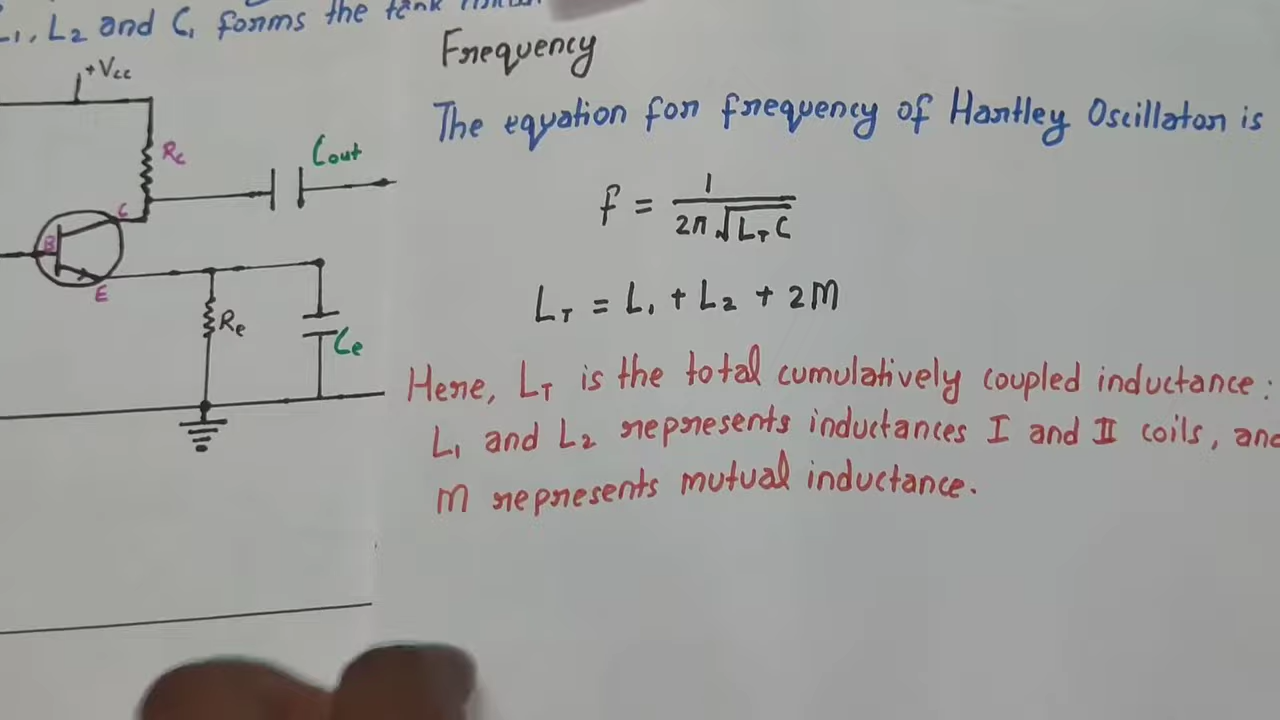 L1, L2 and C1 forms the tank
Frequency
The equation for frequency of Hartley Oscillator is
f = 1 / 2π √LT C
LT = L1 + L2 + 2M
Here, LT is the total cumulatively coupled inductance:
L1 and L2 represents inductances I and II coils, and
M represents mutual inductance.
+Vcc
Rc
Cout
C
B
E
Re
Ce